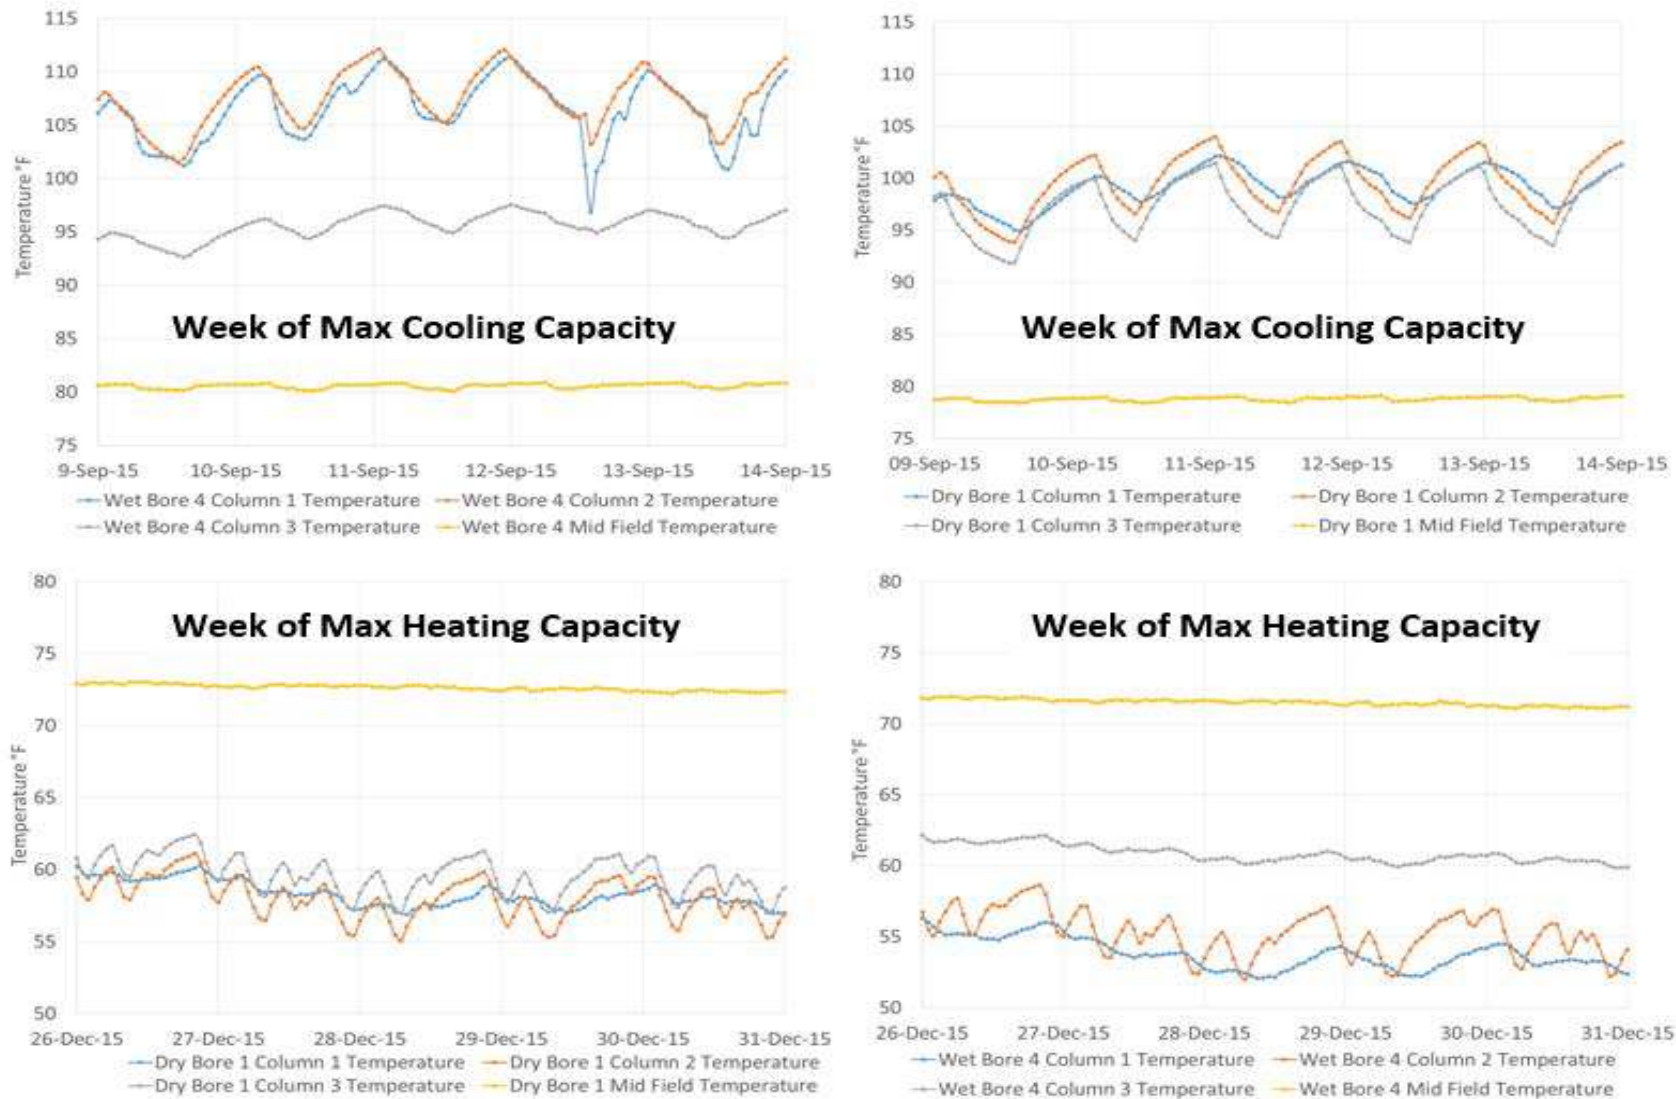 115
110
105
100
95
90
85
80
75
Temperature °F
Week of Max Cooling Capacity
9-Sep-15 10-Sep-15 11-Sep-15 12-Sep-15 13-Sep-15 14-Sep-15
Wet Bore 4 Column 1 Temperature Wet Bore 4 Column 2 Temperature
Wet Bore 4 Column 3 Temperature Wet Bore 4 Mid Field Temperature
115
110
105
100
95
90
85
80
75
Temperature °F
Week of Max Cooling Capacity
09-Sep-15 10-Sep-15 11-Sep-15 12-Sep-15 13-Sep-15 14-Sep-15
Dry Bore 1 Column 1 Temperature Dry Bore 1 Column 2 Temperature
Dry Bore 1 Column 3 Temperature Dry Bore 1 Mid Field Temperature
80
75
70
65
60
55
50
Temperature °F
Week of Max Heating Capacity
26-Dec-15 27-Dec-15 28-Dec-15 29-Dec-15 30-Dec-15 31-Dec-15
Dry Bore 1 Column 1 Temperature Dry Bore 1 Column 2 Temperature
Dry Bore 1 Column 3 Temperature Dry Bore 1 Mid Field Temperature
80
75
70
65
60
55
50
Temperature °F
Week of Max Heating Capacity
26-Dec-15 27-Dec-15 28-Dec-15 29-Dec-15 30-Dec-15 31-Dec-15
Wet Bore 4 Column 1 Temperature Wet Bore 4 Column 2 Temperature
Wet Bore 4 Column 3 Temperature Wet Bore 4 Mid Field Temperature